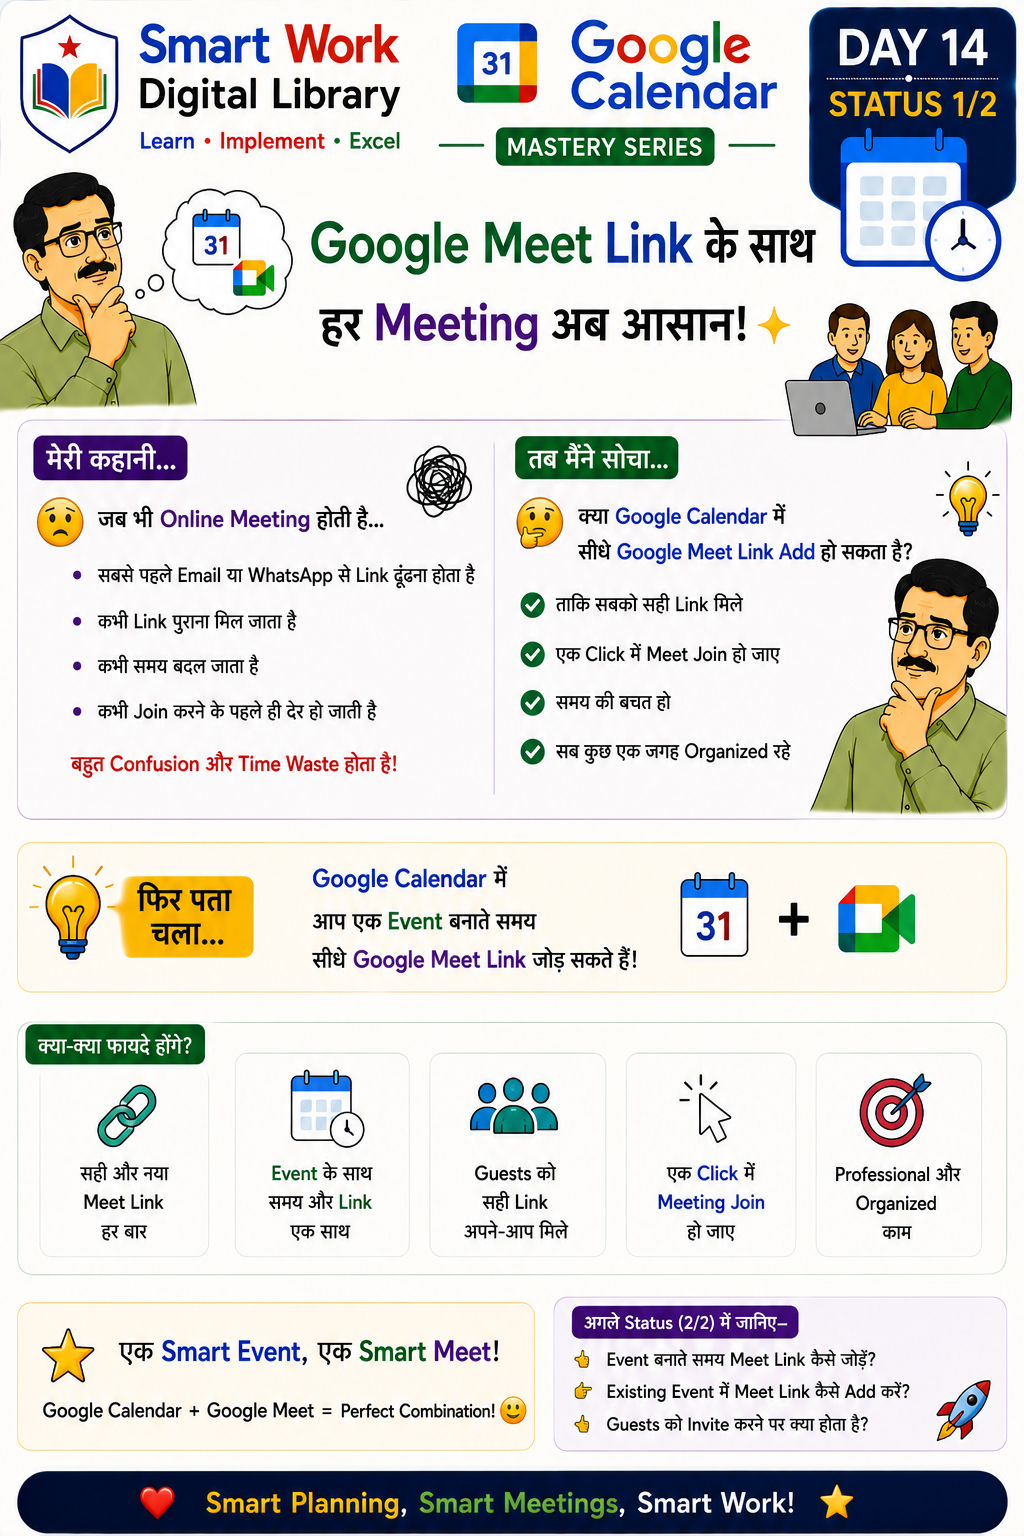 Smart Work
Digital Library
Learn • Implement • Excel
31
Google
Calendar
MASTERY SERIES
DAY 14
STATUS 1/2
31
Google Meet Link के साथ
हर Meeting अब आसान!
मेरी कहानी...
जब भी Online Meeting होती है...
• सबसे पहले Email या WhatsApp से Link ढूंढना होता है
• कभी Link पुराना मिल जाता है
• कभी समय बदल जाता है
• कभी Join करने के पहले ही देर हो जाती है
बहुत Confusion और Time Waste होता है!
तब मैंने सोचा...
क्या Google Calendar में
सीधे Google Meet Link Add हो सकता है?
ताकि सबको सही Link मिले
एक Click में Meet Join हो जाए
समय की बचत हो
सब कुछ एक जगह Organized रहे
फिर पता
चला...
Google Calendar में
आप एक Event बनाते समय
सीधे Google Meet Link जोड़ सकते हैं!
31
+
क्या-क्या फायदे होंगे?
सही और नया
Meet Link
हर बार
Event के साथ
समय और Link
एक साथ
Guests को
सही Link
अपने-आप मिले
एक Click में
Meeting Join
हो जाए
Professional और
Organized
काम
एक Smart Event, एक Smart Meet!
Google Calendar + Google Meet = Perfect Combination! 🙂
अगले Status (2/2) में जानिए–
👆 Event बनाते समय Meet Link कैसे जोड़ें?
👉 Existing Event में Meet Link कैसे Add करें?
👆 Guests को Invite करने पर क्या होता है?
❤️ Smart Planning, Smart Meetings, Smart Work! ⭐